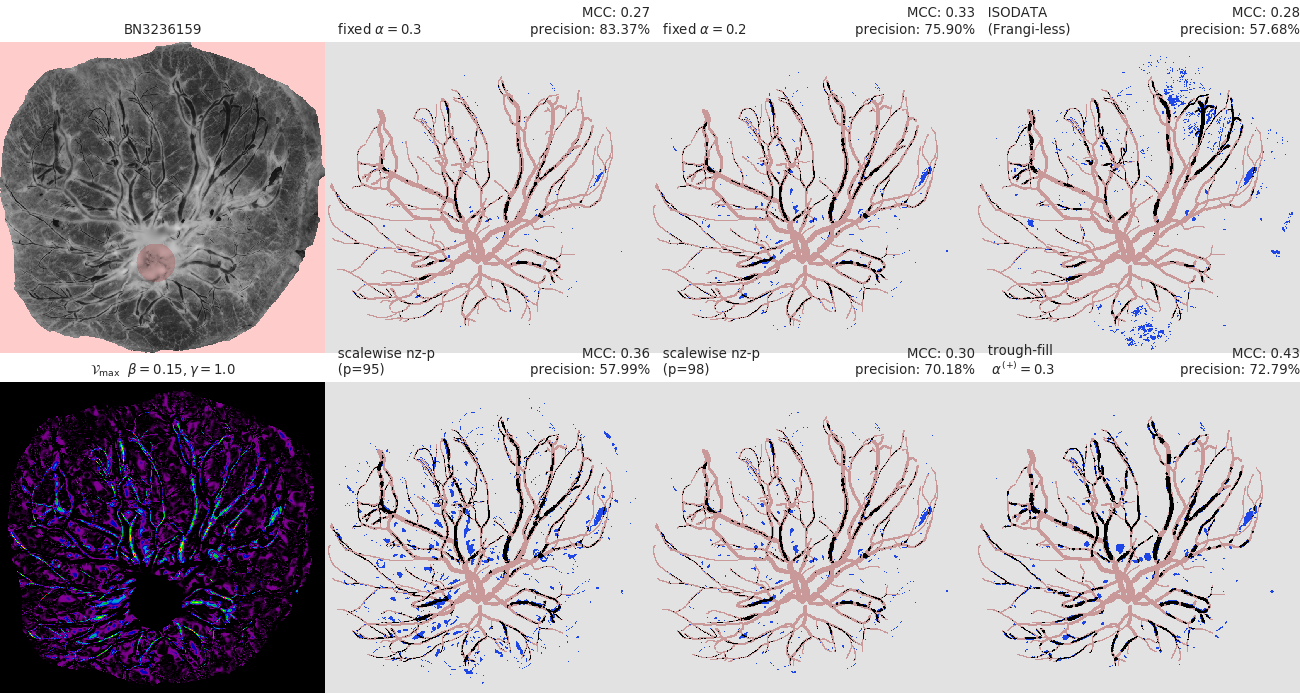 BN3236159
fixed α = 0.3
MCC: 0.27
precision: 83.37%
fixed α = 0.2
MCC: 0.33
precision: 75.90%
ISODATA
(Frangi-less)
MCC: 0.28
precision: 57.68%
𝒱max β = 0.15, γ = 1.0
scalewise nz-p
(p=95)
MCC: 0.36
precision: 57.99%
scalewise nz-p
(p=98)
MCC: 0.30
precision: 70.18%
trough-fill
α(+) = 0.3
MCC: 0.43
precision: 72.79%